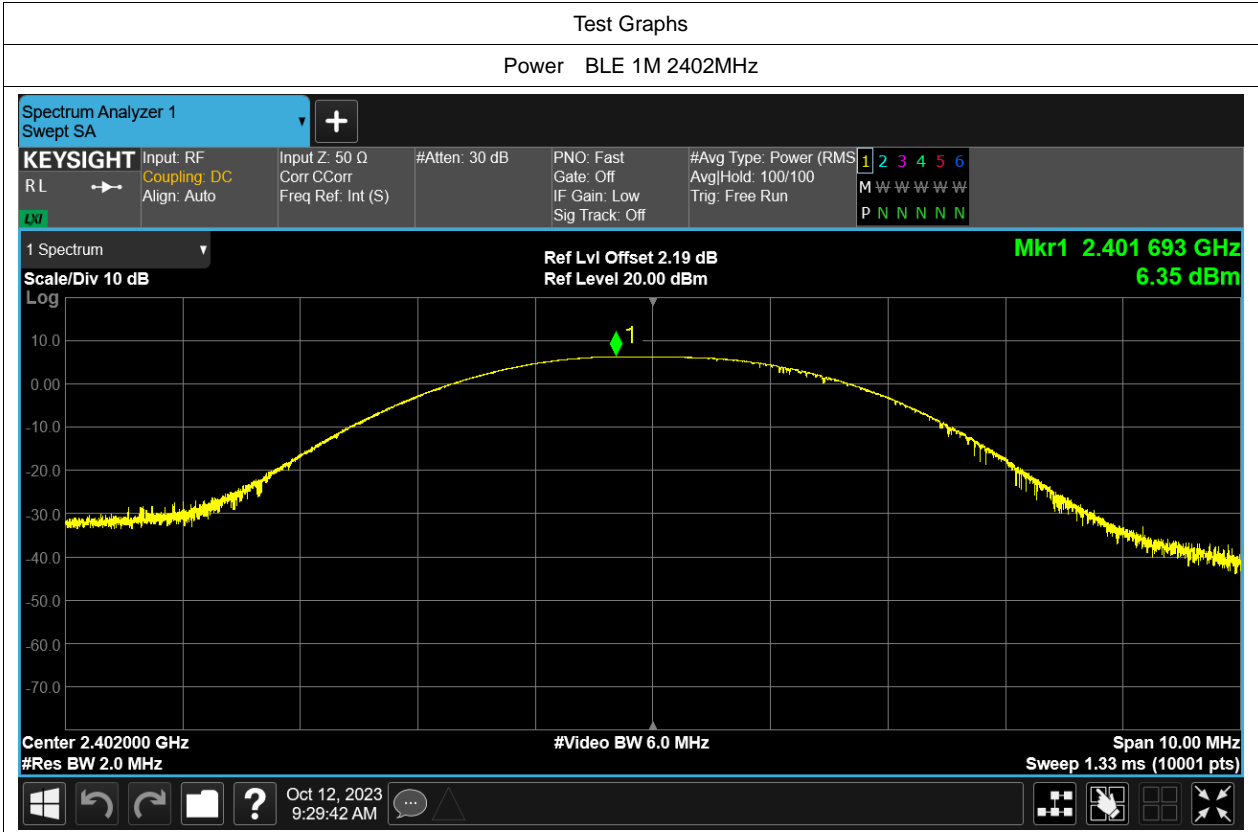 Test Graphs
Power BLE 1M 2402MHz
Spectrum Analyzer 1
Swept SA
KEYSIGHT Input: RF Input Z: 50 Ω #Atten: 30 dB PNO: Fast #Avg Type: Power (RMS 1 2 3 4 5 6
R L Coupling: DC Corr CCorr Gate: Off Avg|Hold: 100/100 M W W W W W
Align: Auto Freq Ref: Int (S) IF Gain: Low Trig: Free Run
LXI Sig Track: Off P N N N N N
1 Spectrum Ref Lvl Offset 2.19 dB Mkr1 2.401 693 GHz
Scale/Div 10 dB Ref Level 20.00 dBm 6.35 dBm
Log
1
10.0
0.00
-10.0
-20.0
-30.0
-40.0
-50.0
-60.0
-70.0
Center 2.402000 GHz #Video BW 6.0 MHz Span 10.00 MHz
#Res BW 2.0 MHz Sweep 1.33 ms (10001 pts)
? Oct 12, 2023
9:29:42 AM